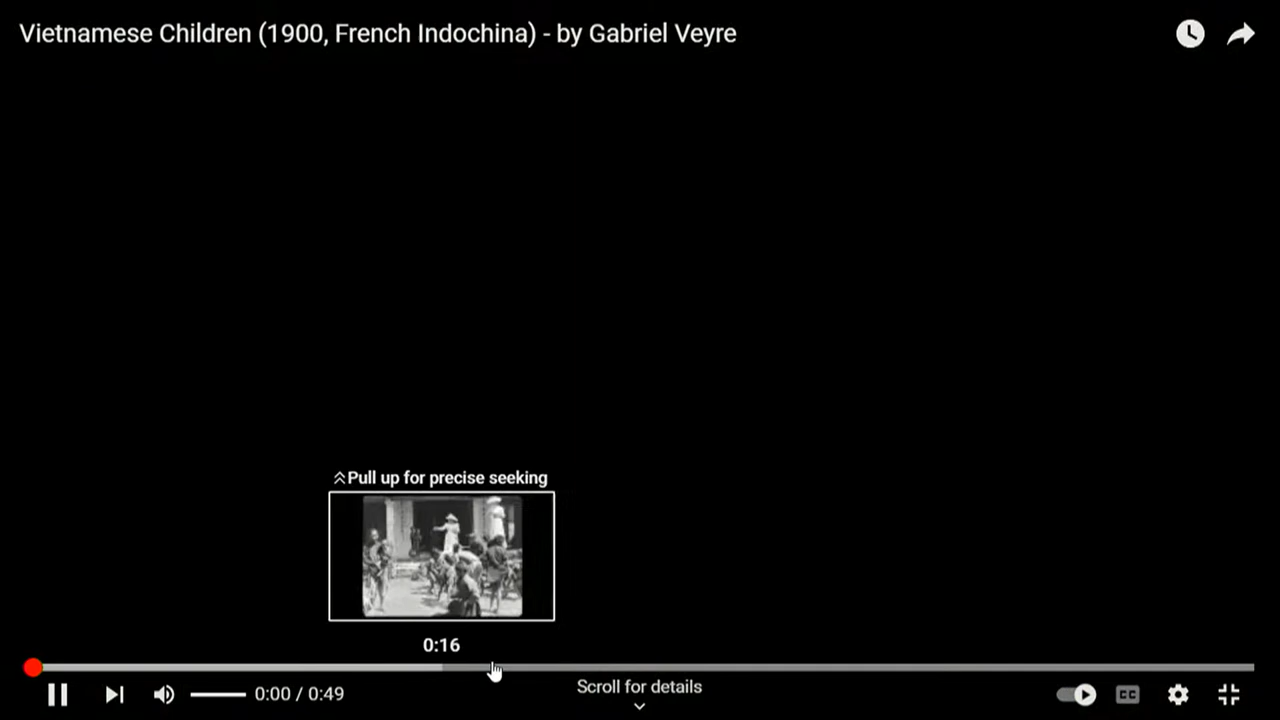 Vietnamese Children (1900, French Indochina) - by Gabriel Veyre
Pull up for precise seeking
0:16
0:00 / 0:49
Scroll for details
CC